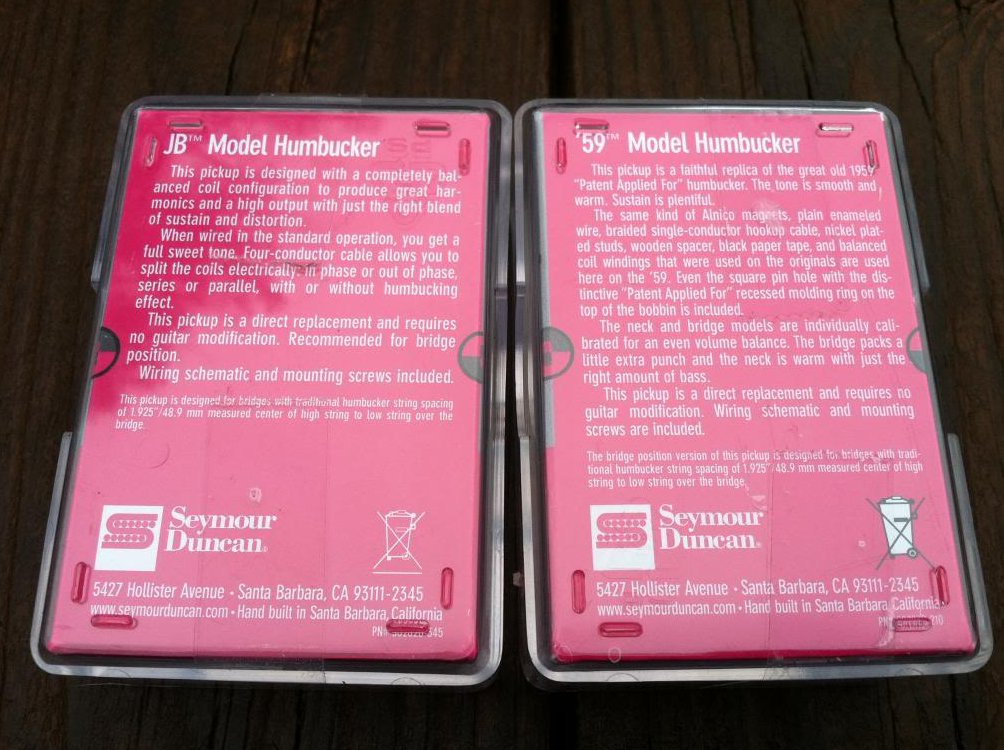 JB™ Model Humbucker
This pickup is designed with a completely bal-
anced coil configuration to produce great har-
monics and a high output with just the right blend
of sustain and distortion.
When wired in the standard operation, you get a
full sweet tone. Four-conductor cable allows you to
split the coils electrically: in phase or out of phase,
series or parallel, with or without humbucking
effect.
This pickup is a direct replacement and requires
no guitar modification. Recommended for bridge
position.
Wiring schematic and mounting screws included.
This pickup is designed for bridges with traditional humbucker string spacing
of 1.925"/48.9 mm measured center of high string to low string over the
bridge.
Seymour
Duncan®
5427 Hollister Avenue • Santa Barbara, CA 93111-2345
www.seymourduncan.com • Hand built in Santa Barbara, California
'59™ Model Humbucker
This pickup is a faithful replica of the great old 1959
"Patent Applied For" humbucker. The tone is smooth and
warm. Sustain is plentiful.
The same kind of Alnico magnets, plain enameled
wire, braided single-conductor hookup cable, nickel plat-
ed studs, wooden spacer, black paper tape, and balanced
coil windings that were used on the originals are used
here on the '59. Even the square pin hole with the dis-
tinctive "Patent Applied For" recessed molding ring on the
top of the bobbin is included.
The neck and bridge models are individually cali-
brated for an even volume balance. The bridge packs a
little extra punch and the neck is warm with just the
right amount of bass.
This pickup is a direct replacement and requires no
guitar modification. Wiring schematic and mounting
screws are included.
The bridge position version of this pickup is designed for bridges with tradi-
tional humbucker string spacing of 1.925"/48.9 mm measured center of high
string to low string over the bridge.
Seymour
Duncan®
5427 Hollister Avenue • Santa Barbara, CA 93111-2345
www.seymourduncan.com • Hand built in Santa Barbara, California